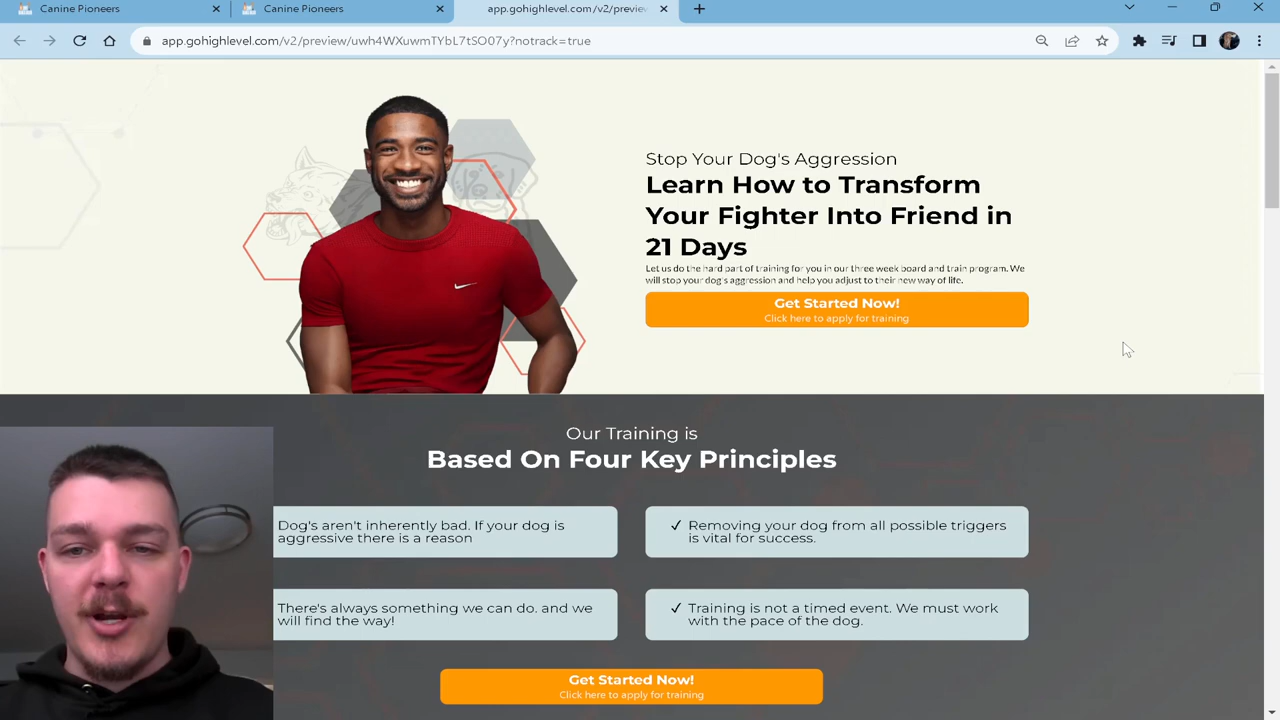 Canine Pioneers
Canine Pioneers
app.gohighlevel.com/v2/preview
app.gohighlevel.com/v2/preview/uwh4WXuwmTYbL7tSO07y?notrack=true
Stop Your Dog's Aggression
Learn How to Transform
Your Fighter Into Friend in
21 Days
Let us do the hard part of training for you in our three week board and train program. We
will stop your dog's aggression and help you adjust to their new way of life.
Get Started Now!
Click here to apply for training
Our Training is
Based On Four Key Principles
Dog's aren't inherently bad. If your dog is
aggressive there is a reason
✓ Removing your dog from all possible triggers
is vital for success.
There's always something we can do. and we
will find the way!
✓ Training is not a timed event. We must work
with the pace of the dog.
Get Started Now!
Click here to apply for training